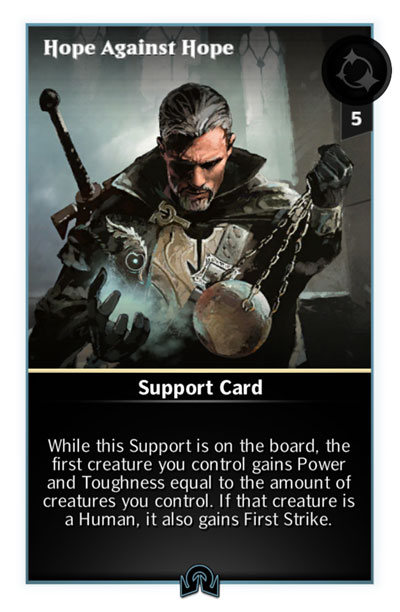 Hope Against Hope
5
Support Card
While this Support is on the board, the
first creature you control gains Power
and Toughness equal to the amount of
creatures you control. If that creature is
a Human, it also gains First Strike.